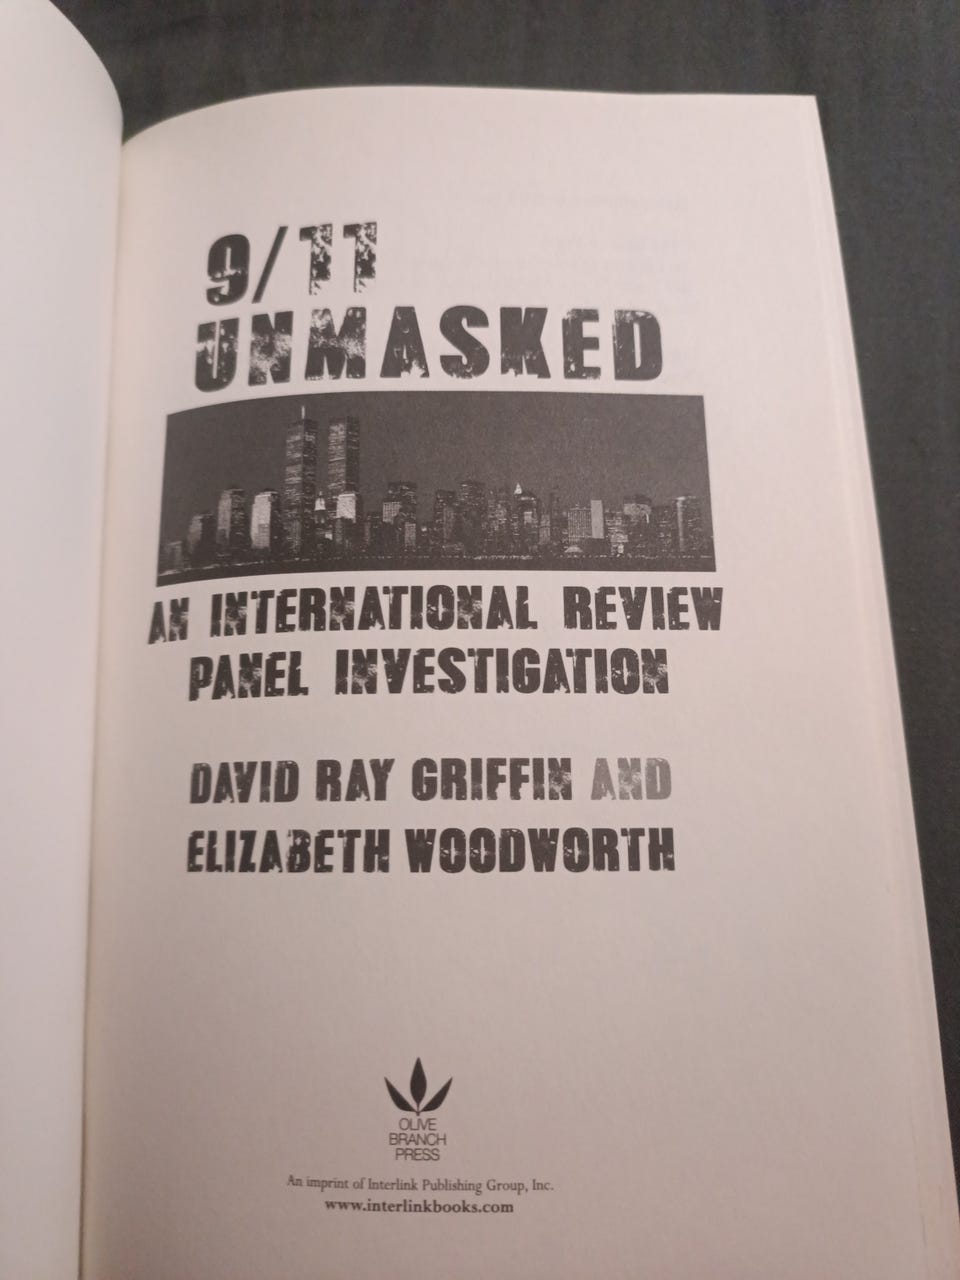 9/11
UNMASKED
AN INTERNATIONAL REVIEW
PANEL INVESTIGATION
DAVID RAY GRIFFIN AND
ELIZABETH WOODWORTH
OLIVE
BRANCH
PRESS
An imprint of Interlink Publishing Group, Inc.
www.interlinkbooks.com